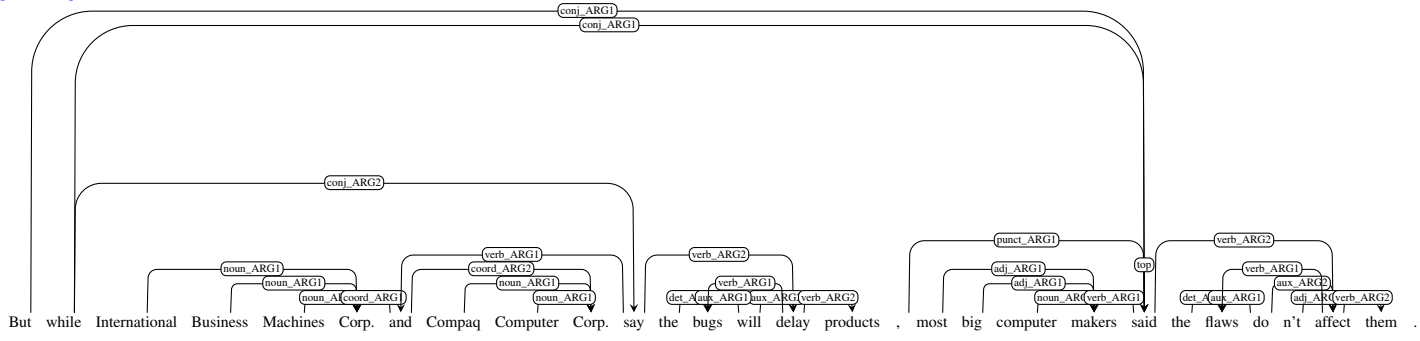 conj_ARG1
conj_ARG1
conj_ARG2
punct_ARG1 verb_ARG2
verb_ARG1 verb_ARG2
top
noun_ARG1 coord_ARG2 adj_ARG1 verb_ARG1
noun_ARG1 noun_ARG1 verb_ARG1 adj_ARG1 aux_ARG2
coord_ARG1 noun_ARG1 aux_ARG1 verb_ARG2 verb_ARG1 aux_ARG1 verb_ARG2
But while International Business Machines Corp. and Compaq Computer Corp. say the bugs will delay products , most big computer makers said the flaws do n't affect them .